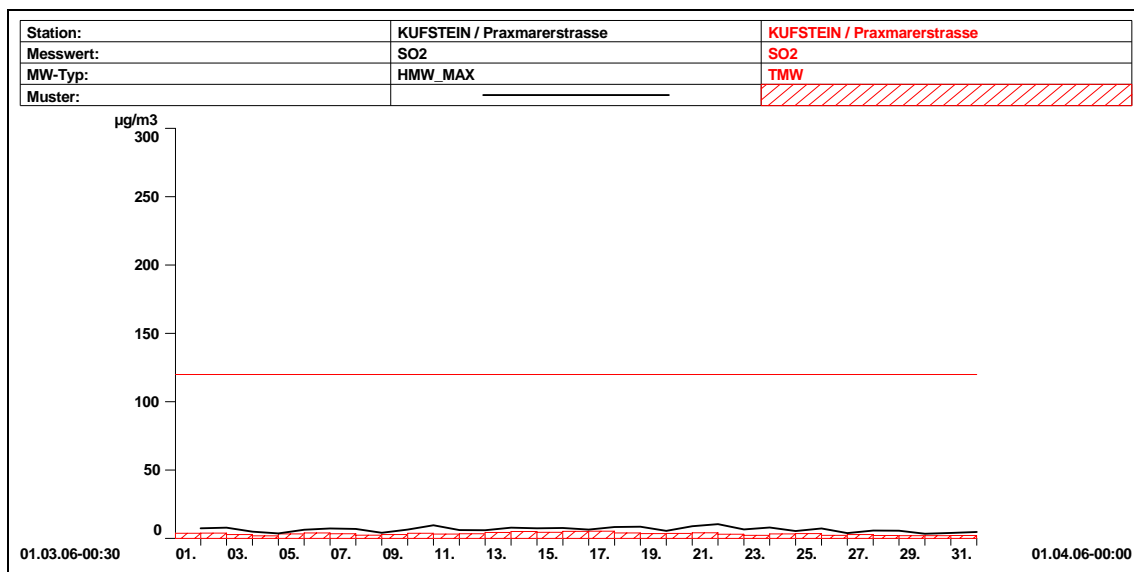 Station: KUFSTEIN / Praxmarerstrasse KUFSTEIN / Praxmarerstrasse
Messwert: SO2 SO2
MW-Typ: HMW_MAX TMW
Muster:
µg/m3
300
250
200
150
100
50
0
01.03.06-00:30 01. 03. 05. 07. 09. 11. 13. 15. 17. 19. 21. 23. 25. 27. 29. 31. 01.04.06-00:00